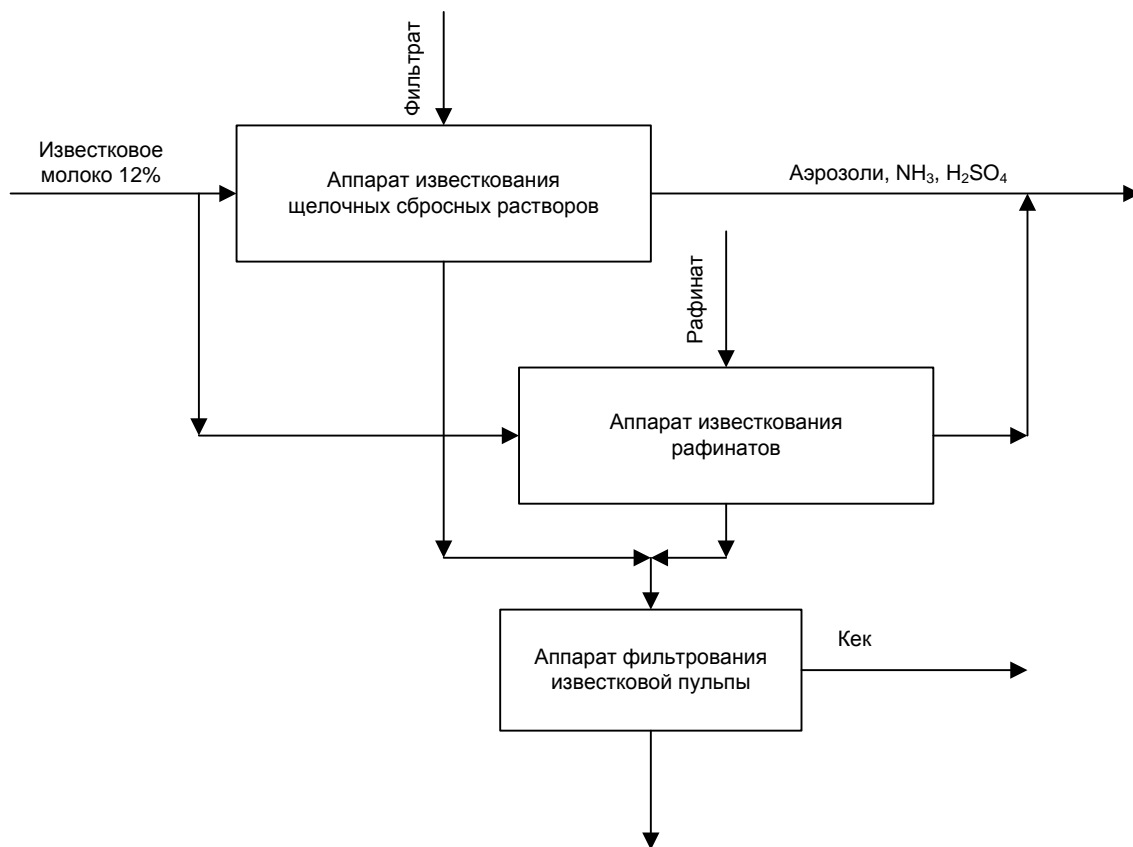 Фильтрат
Известковое
молоко 12%
Аппарат известкования
щелочных сбросных растворов
Аэрозоли, NH₃, H₂SO₄
Рафинат
Аппарат известкования
рафинатов
Аппарат фильтрования
известковой пульпы
Кек